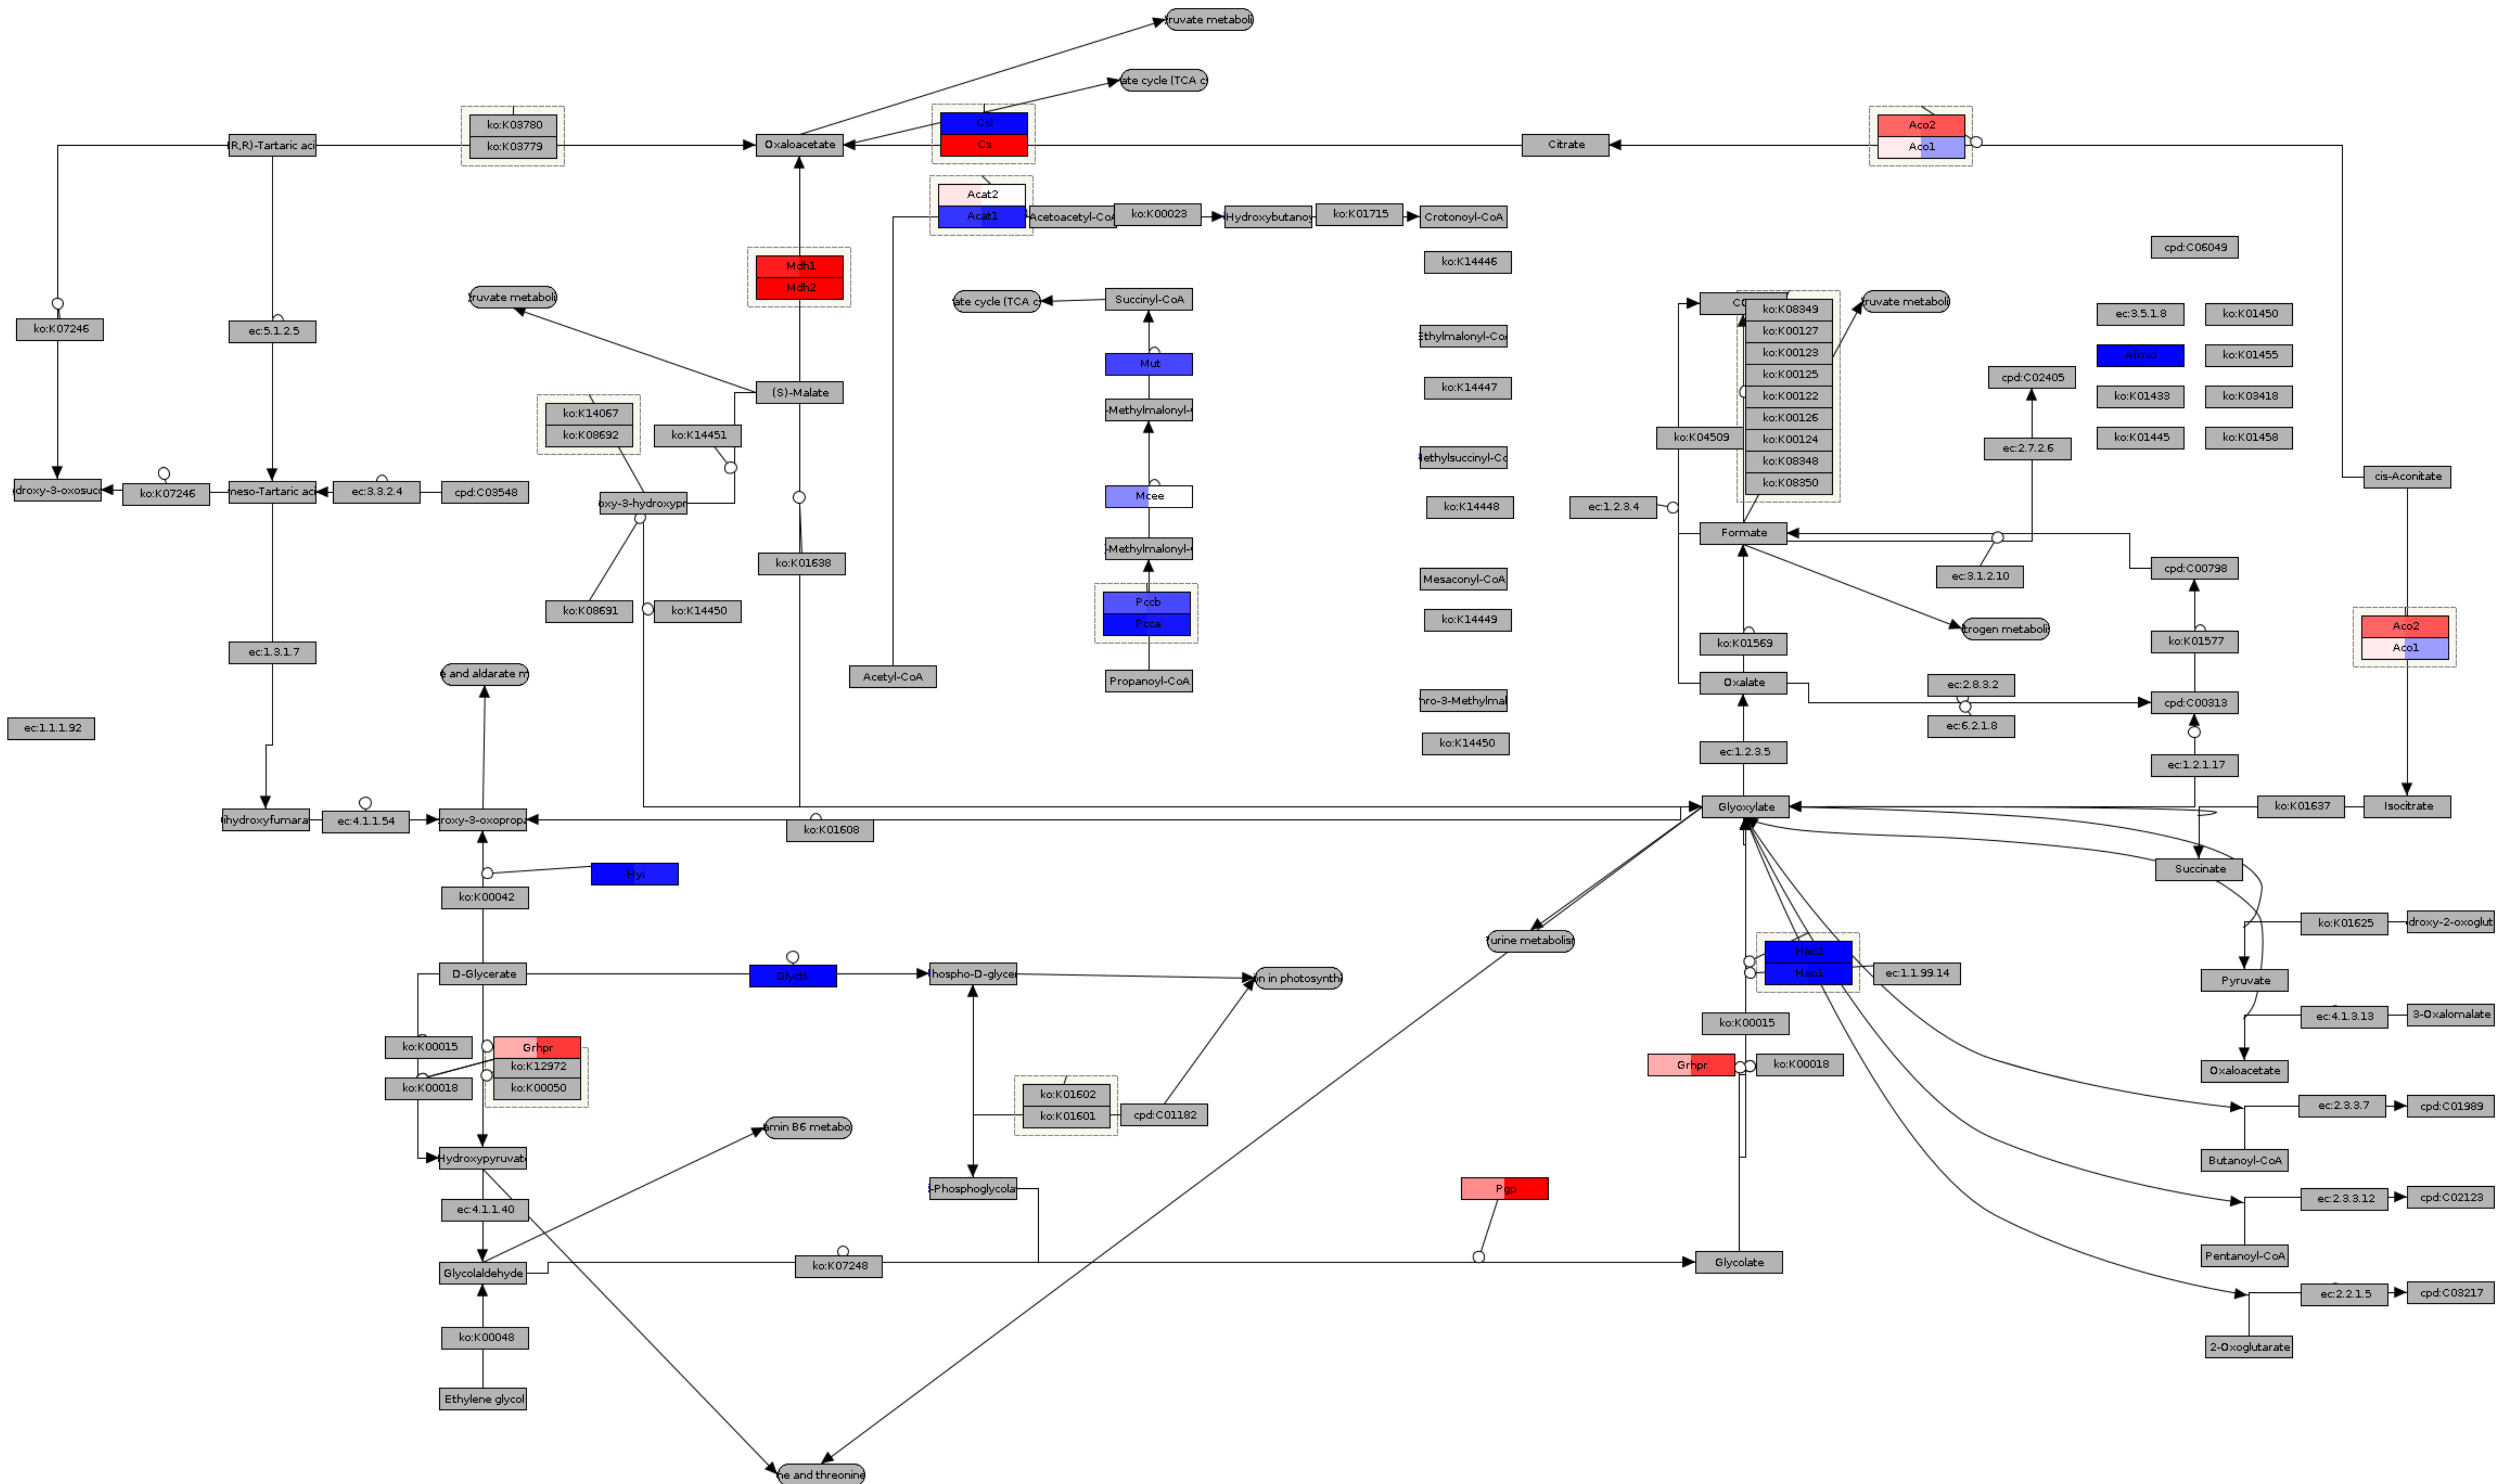 ruvate metaboli
ate cycle (TCA c
ko:K03780
ko:K03779
R,R)-Tartaric aci
Oxaloacetate
Csl
Cs
Citrate
Aco2
Aco1
Acat2
Acat1
Acetoacetyl-CoA
ko:K00023
Hydroxybutanoy
ko:K01715
Crotonoyl-CoA
cpd:C06049
ko:K14446
Mdh1
Mdh2
ruvate metaboli
ate cycle (TCA c
Succinyl-CoA
ruvate metaboli
ko:K08349
ko:K00127
ko:K00123
ko:K00125
ko:K00122
ko:K00126
ko:K00124
ko:K08348
ko:K08350
ec:3.5.1.8
ko:K01450
ko:K07246
ec:5.1.2.5
Ethylmalonyl-Co
Afmid
ko:K01455
Mut
cpd:C02405
(S)-Malate
ko:K14447
ko:K01433
ko:K03418
ko:K14067
ko:K08692
-Methylmalonyl-
ko:K14451
ko:K04509
ko:K01445
ko:K01458
ec:2.7.2.6
ethylsuccinyl-Co
cis-Aconitate
droxy-3-oxosuc
ko:K07246
meso-Tartaric aci
ec:3.3.2.4
cpd:C03548
oxy-3-hydroxypr
Mcee
ko:K14448
ec:1.2.3.4
Formate
-Methylmalonyl-
ko:K01638
cpd:C00798
ec:3.1.2.10
Mesaconyl-CoA
Pccb
Pcca
ko:K08691
ko:K14450
ko:K14449
trogen metaboli
ko:K01569
ko:K01577
Aco2
Aco1
ec:1.3.1.7
e and aldarate m
Acetyl-CoA
Propanoyl-CoA
Oxalate
ec:2.8.3.2
hro-3-Methylmal
cpd:C00313
ec:1.1.1.92
ec:6.2.1.8
ko:K14450
ec:1.2.3.5
ec:1.2.1.17
Glyoxylate
ko:K01637
Isocitrate
ihydroxyfumara
ec:4.1.1.54
roxy-3-oxopropa
ko:K01608
Succinate
Hyi
ko:K00042
ko:K01625
droxy-2-oxoglut
urine metabolis
Hao2
Hao1
D-Glycerate
Glyctk
hospho-D-glycer
on in photosynthe
ec:1.1.99.14
Pyruvate
ec:4.1.3.13
3-Oxalomalate
ko:K00015
ko:K00015
Grhpr
ko:K12972
ko:K00050
Grhpr
ko:K00018
Oxaloacetate
ko:K00018
ko:K01602
ko:K01601
cpd:C01182
ec:2.3.3.7
cpd:C01989
amin B6 metabo
Hydroxypyruvate
Butanoyl-CoA
-Phosphoglycola
Pgp
ec:2.3.3.12
cpd:C02123
ec:4.1.1.40
Pentanoyl-CoA
Glycolaldehyde
ko:K07248
Glycolate
ec:2.2.1.5
cpd:C03217
ko:K00048
2-Oxoglutarate
Ethylene glycol
ne and threonine